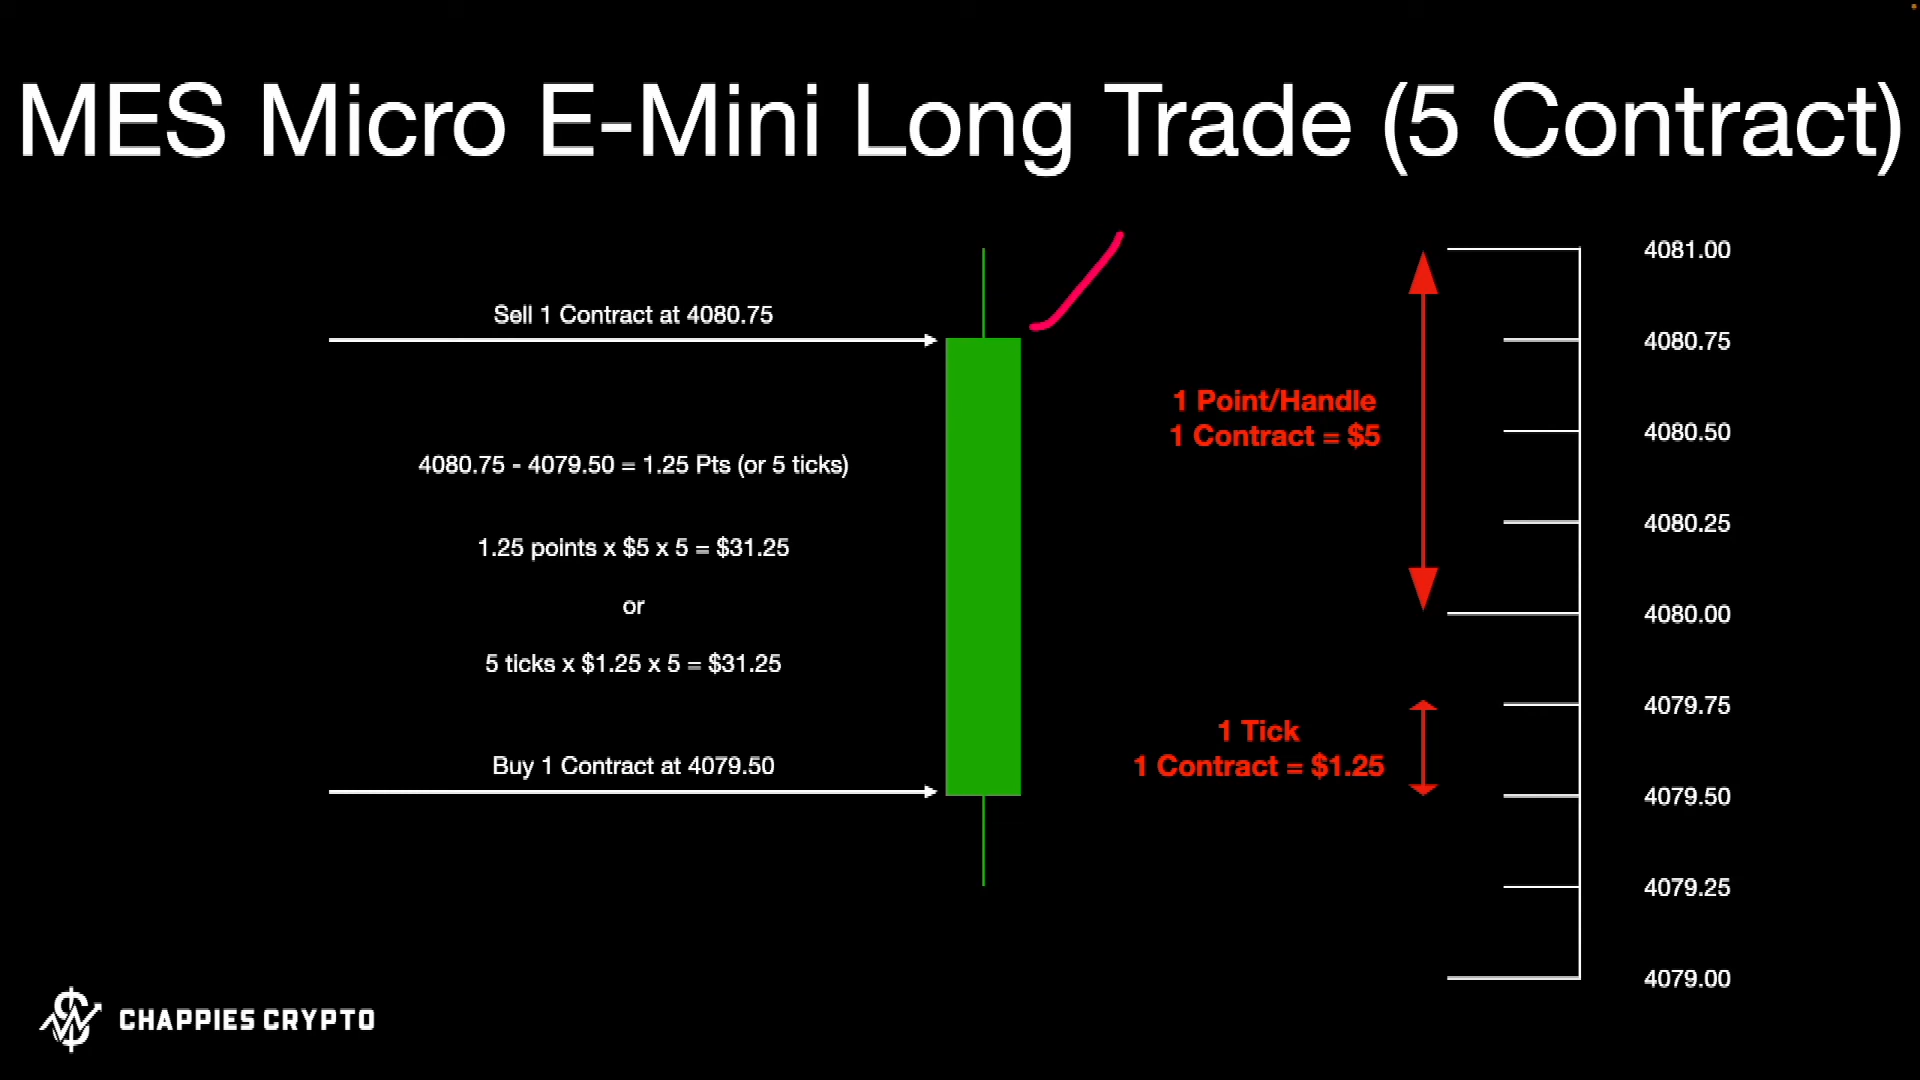 MES Micro E-Mini Long Trade (5 Contract)
Sell 1 Contract at 4080.75
4080.75 - 4079.50 = 1.25 Pts (or 5 ticks)
1.25 points x $5 x 5 = $31.25
or
5 ticks x $1.25 x 5 = $31.25
Buy 1 Contract at 4079.50
1 Point/Handle
1 Contract = $5
1 Tick
1 Contract = $1.25
4081.00
4080.75
4080.50
4080.25
4080.00
4079.75
4079.50
4079.25
4079.00
CHAPPIES CRYPTO